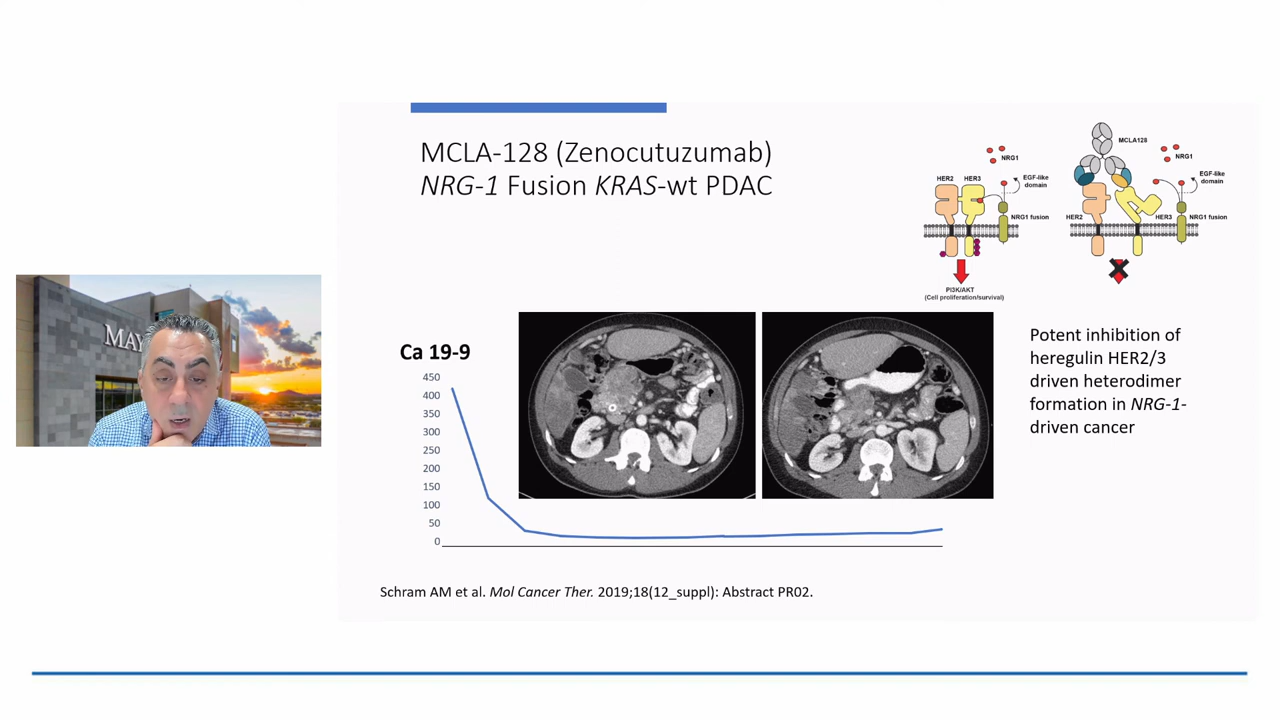 MCLA-128 (Zenocutuzumab)
NRG-1 Fusion KRAS-wt PDAC
MAY
NRG1
HER2 HER3
EGF-like
domain
NRG1 fusion
PI3K/AKT
(Cell proliferation/survival)
MCLA128
NRG1
EGF-like
domain
HER2
HER3
NRG1 fusion
Ca 19-9
450
400
350
300
250
200
150
100
50
0
Potent inhibition of
heregulin HER2/3
driven heterodimer
formation in NRG-1-
driven cancer
Schram AM et al. Mol Cancer Ther. 2019;18(12_suppl): Abstract PR02.